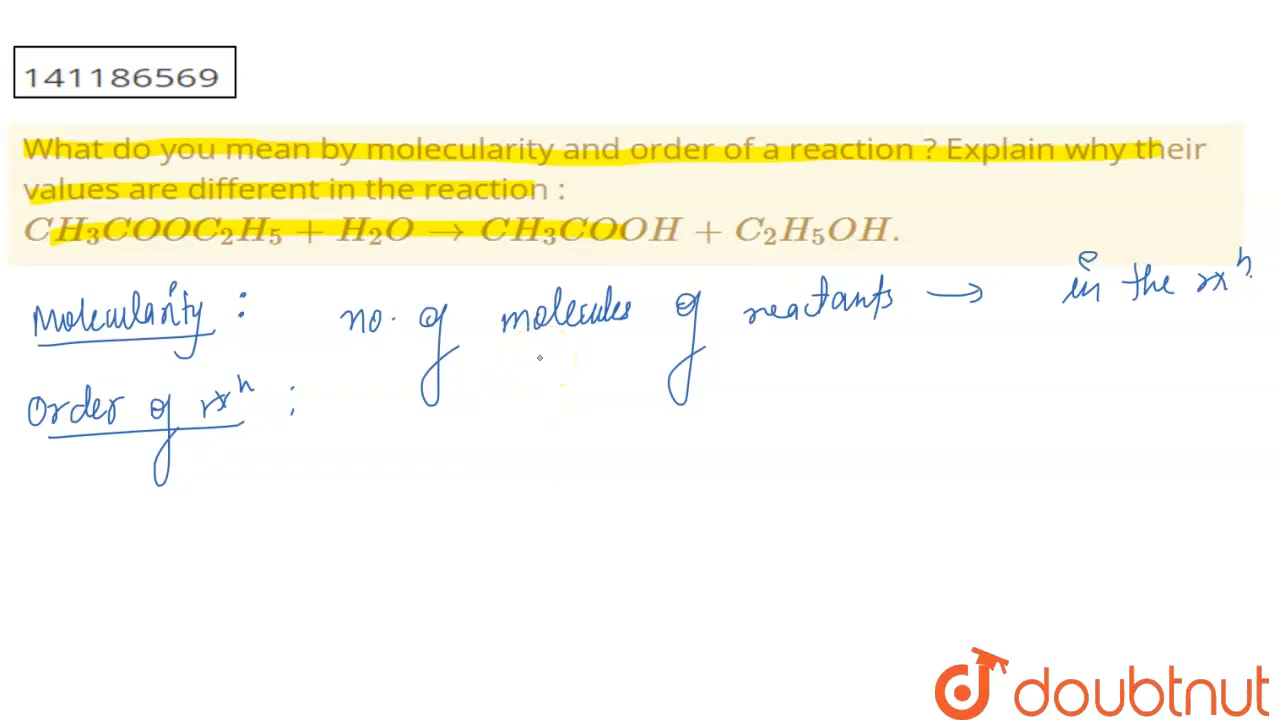 141186569
What do you mean by molecularity and order of a reaction ? Explain why their
values are different in the reaction :
CH₃COOC₂H₅ + H₂O → CH₃COOH + C₂H₅OH.
Molecularity : no. of molecules of reactants → in the rxⁿ.
Order of rxⁿ :
doubtnut